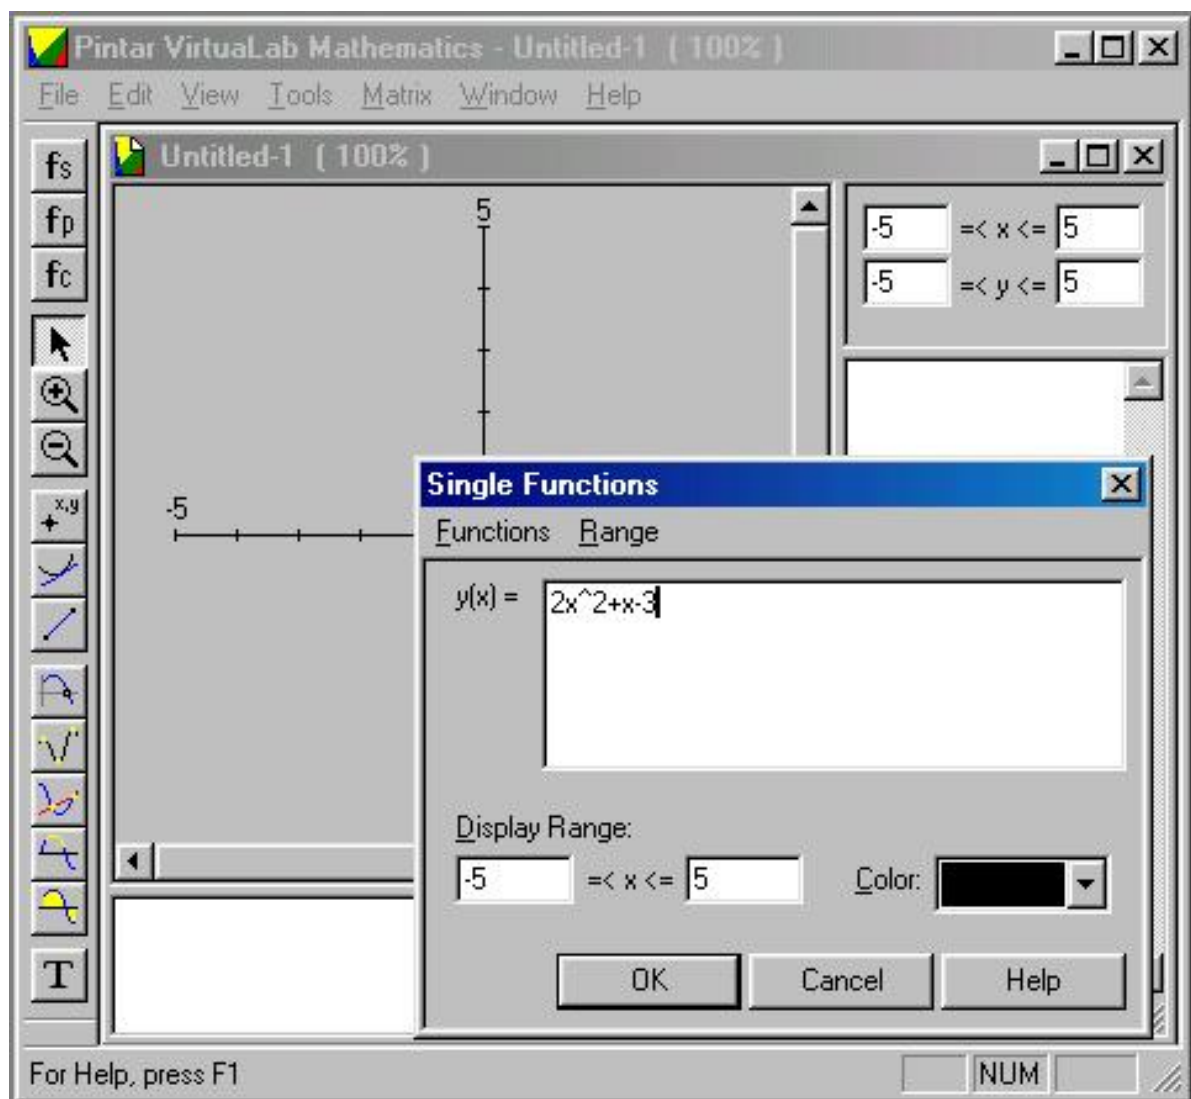 Pintar VirtuaLab Mathematics - Untitled-1 (100%)
File Edit View Tools Matrix Window Help
Untitled-1 (100%)
fs
fp
fc
x,y
T
5
-5
-5 =< x <= 5
-5 =< y <= 5
Single Functions
Functions Range
y(x) = 2x^2+x-3
Display Range:
-5 =< x <= 5 Color:
OK Cancel Help
For Help, press F1 NUM